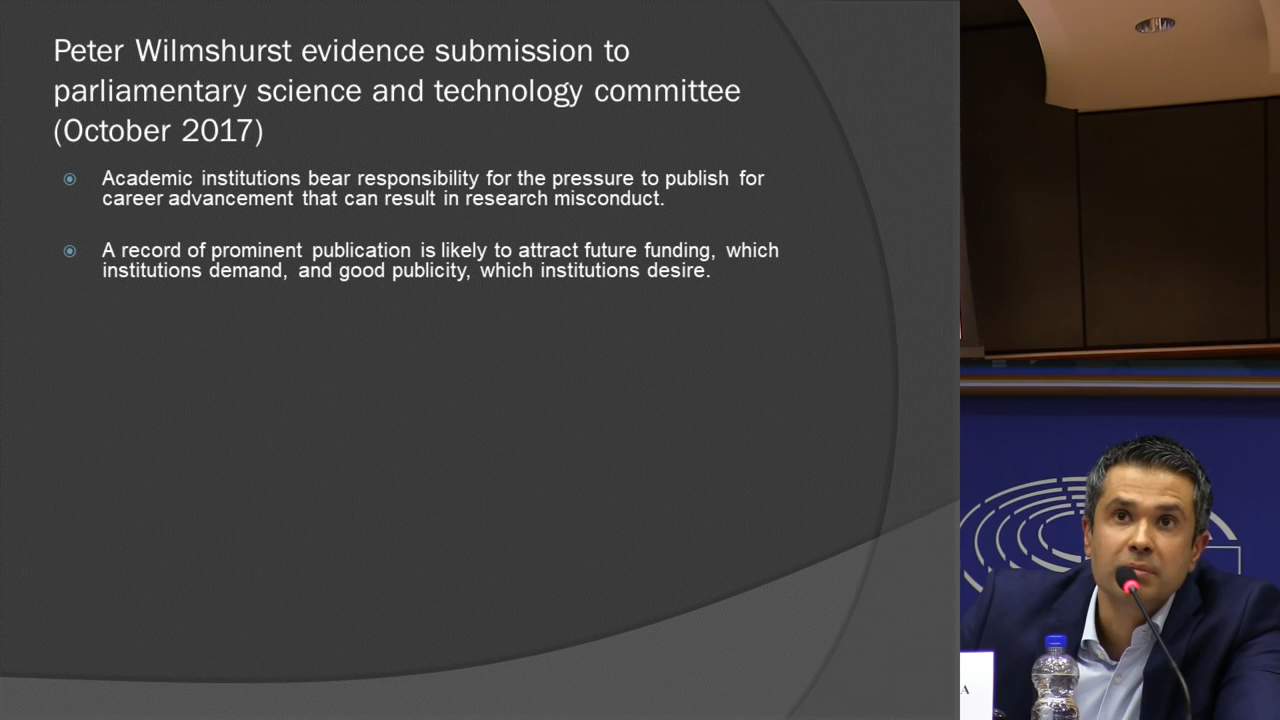 Peter Wilmshurst evidence submission to
parliamentary science and technology committee
(October 2017)
Academic institutions bear responsibility for the pressure to publish for
career advancement that can result in research misconduct.
A record of prominent publication is likely to attract future funding, which
institutions demand, and good publicity, which institutions desire.
A